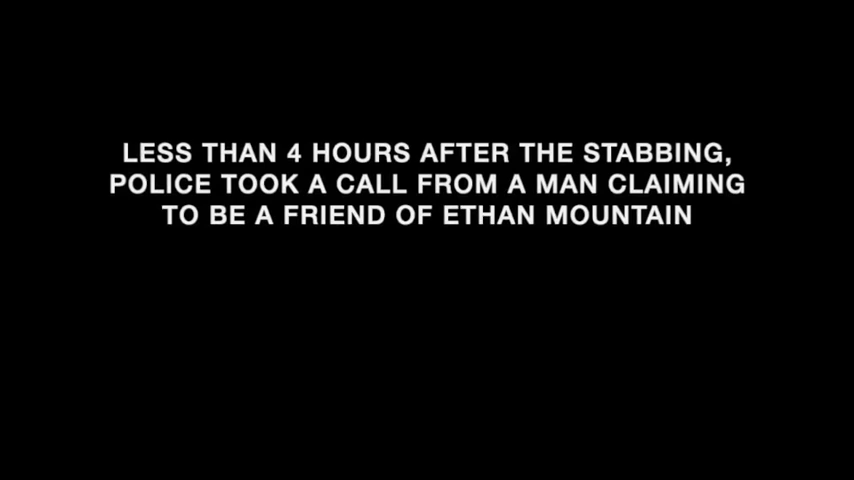 LESS THAN 4 HOURS AFTER THE STABBING,
POLICE TOOK A CALL FROM A MAN CLAIMING
TO BE A FRIEND OF ETHAN MOUNTAIN